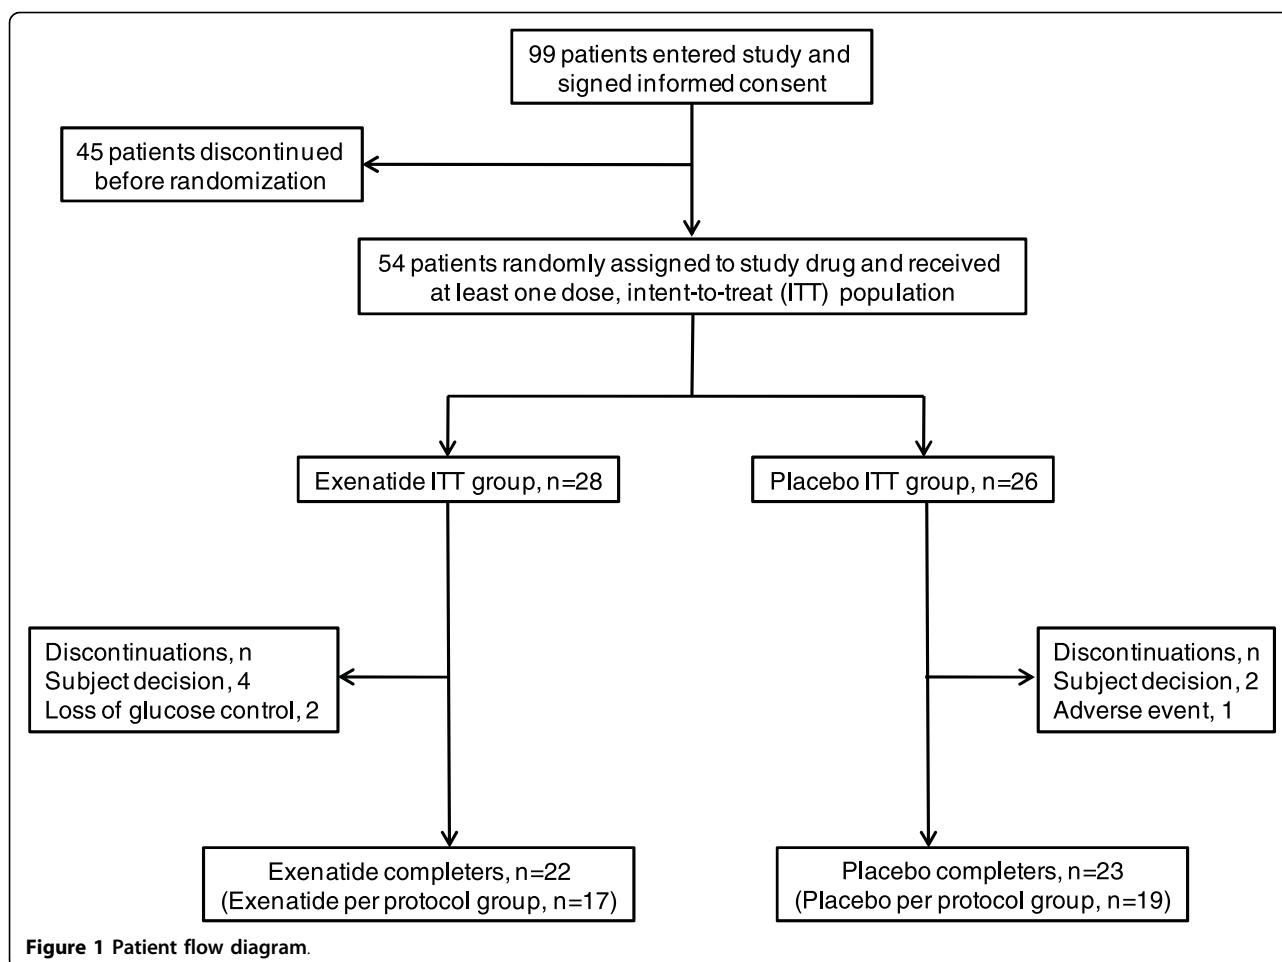 99 patients entered study and
signed informed consent
45 patients discontinued
before randomization
54 patients randomly assigned to study drug and received
at least one dose, intent-to-treat (ITT) population
Exenatide ITT group, n=28
Placebo ITT group, n=26
Discontinuations, n
Subject decision, 4
Loss of glucose control, 2
Discontinuations, n
Subject decision, 2
Adverse event, 1
Exenatide completers, n=22
(Exenatide per protocol group, n=17)
Placebo completers, n=23
(Placebo per protocol group, n=19)
Figure 1 Patient flow diagram.